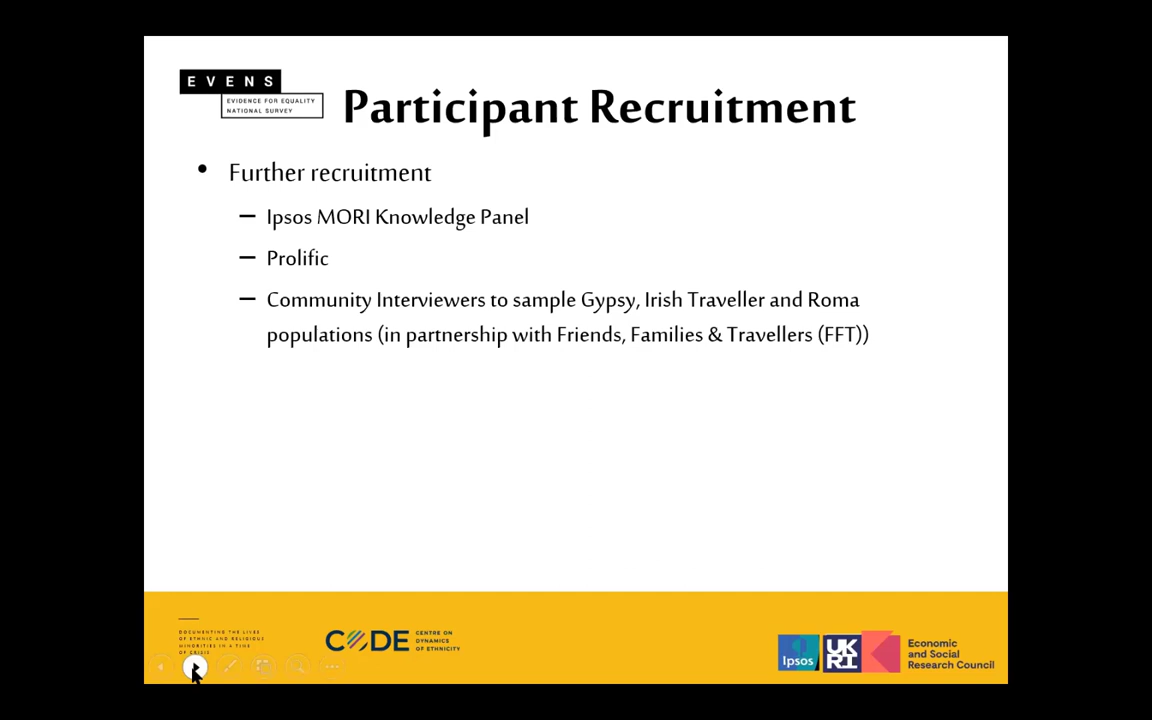 EVENS
EVIDENCE FOR EQUALITY
NATIONAL SURVEY
Participant Recruitment
• Further recruitment
– Ipsos MORI Knowledge Panel
– Prolific
– Community Interviewers to sample Gypsy, Irish Traveller and Roma
populations (in partnership with Friends, Families & Travellers (FFT))
DOCUMENTING THE LIVES
OF ETHNIC AND RELIGIOUS
MINORITIES IN A TIME
OF CRISIS
CODE
CENTRE ON
DYNAMICS
OF ETHNICITY
Ipsos
UK
RI
Economic
and Social
Research Council